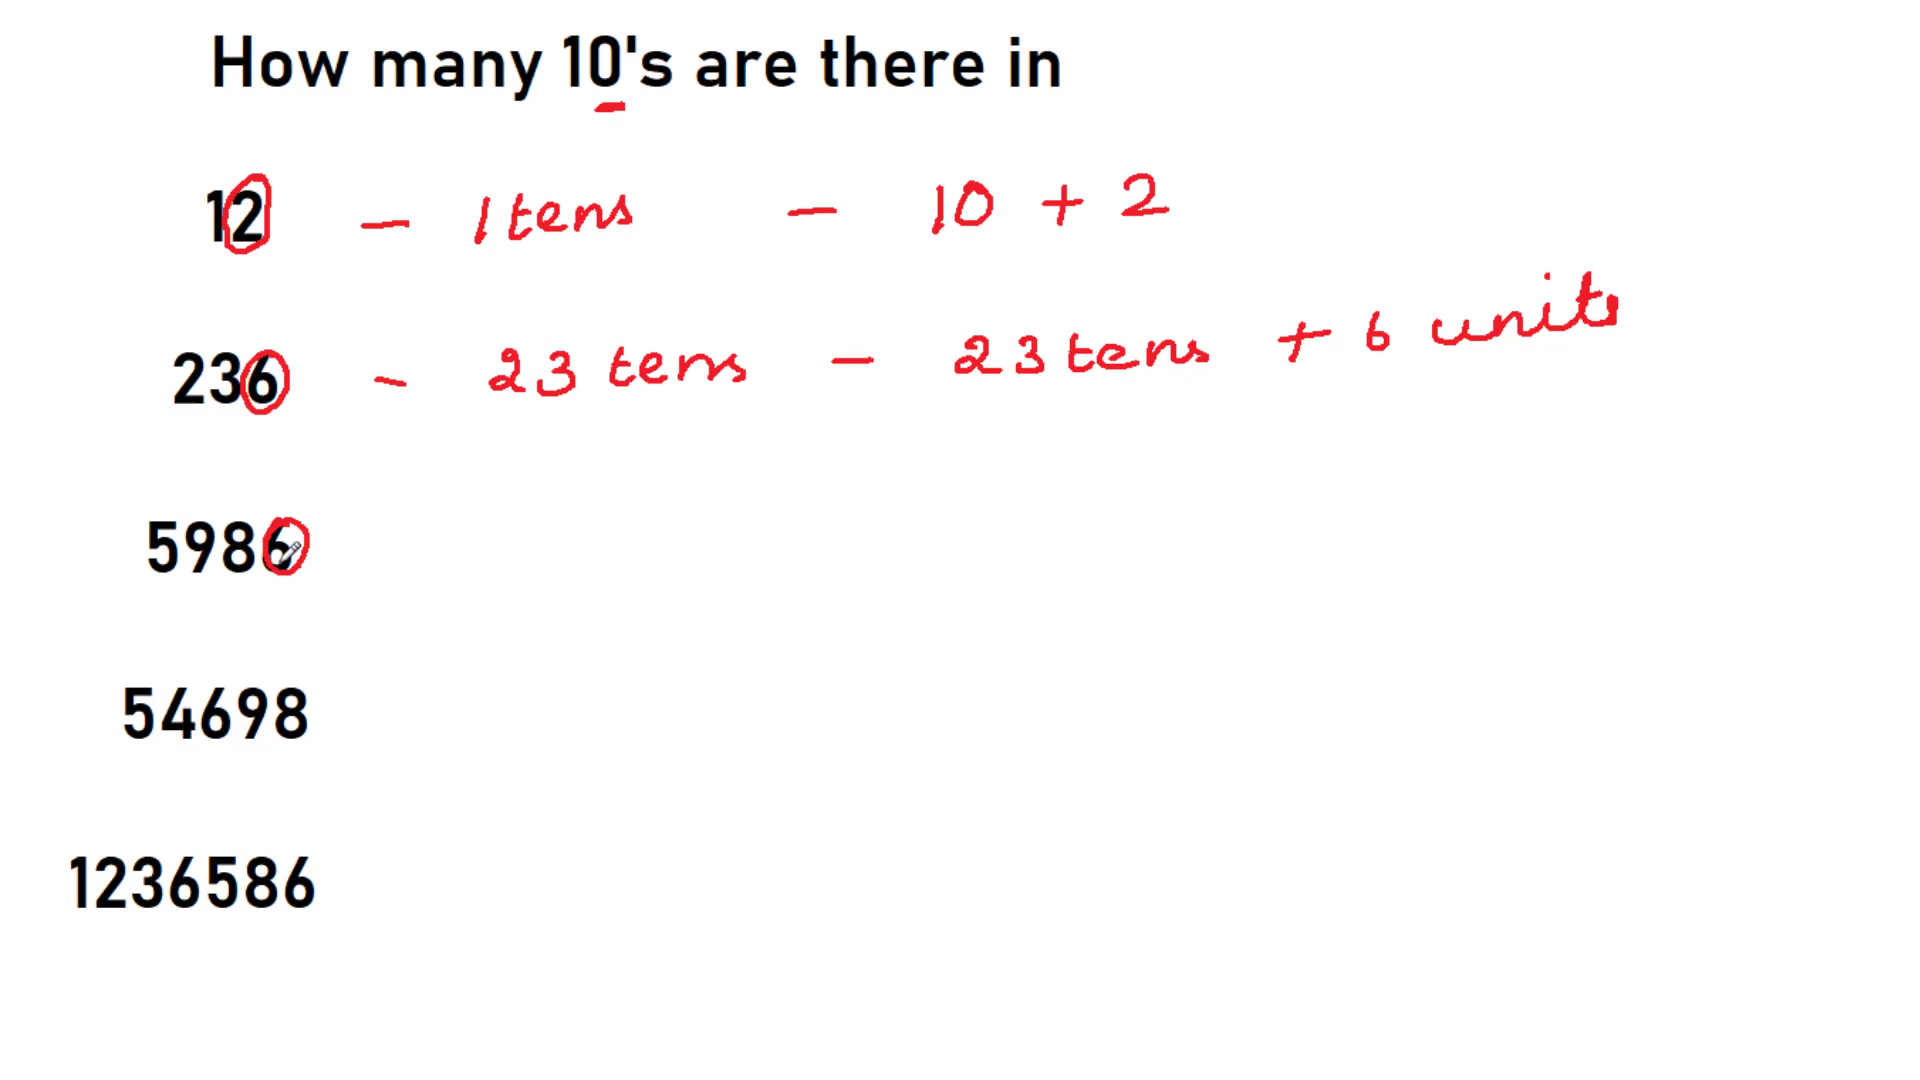 How many 10's are there in
12 - 1 tens - 10 + 2
236 - 23 tens - 23 tens + 6 units
5986
54698
1236586